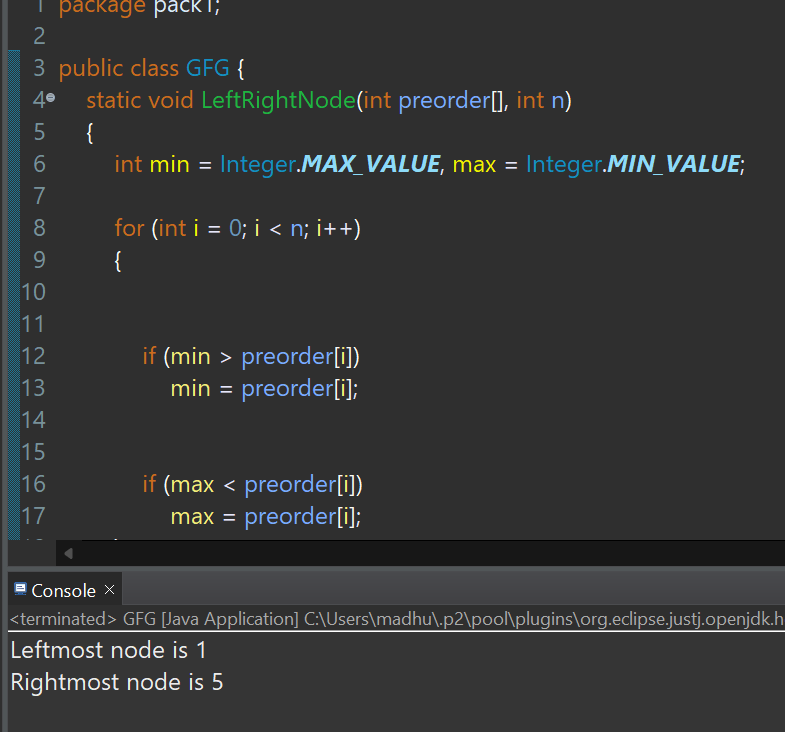 1 package pack1;
2
3 public class GFG {
4 static void LeftRightNode(int preorder[], int n)
5 {
6 int min = Integer.MAX_VALUE, max = Integer.MIN_VALUE;
7
8 for (int i = 0; i < n; i++)
9 {
10
11
12 if (min > preorder[i])
13 min = preorder[i];
14
15
16 if (max < preorder[i])
17 max = preorder[i];
Console ×
<terminated> GFG [Java Application] C:\Users\madhu\.p2\pool\plugins\org.eclipse.justj.openjdk.h
Leftmost node is 1
Rightmost node is 5